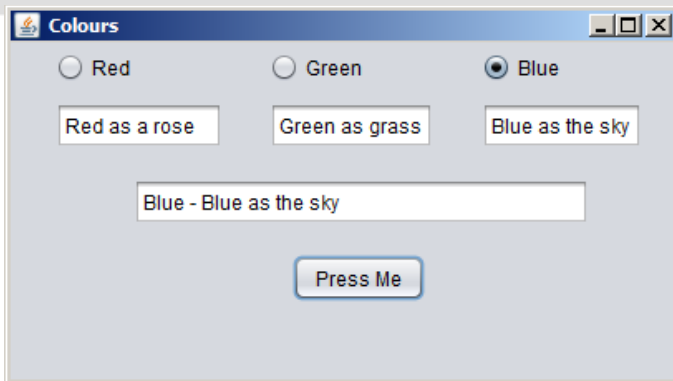 Colours
Red Green Blue
Red as a rose Green as grass Blue as the sky
Blue - Blue as the sky
Press Me